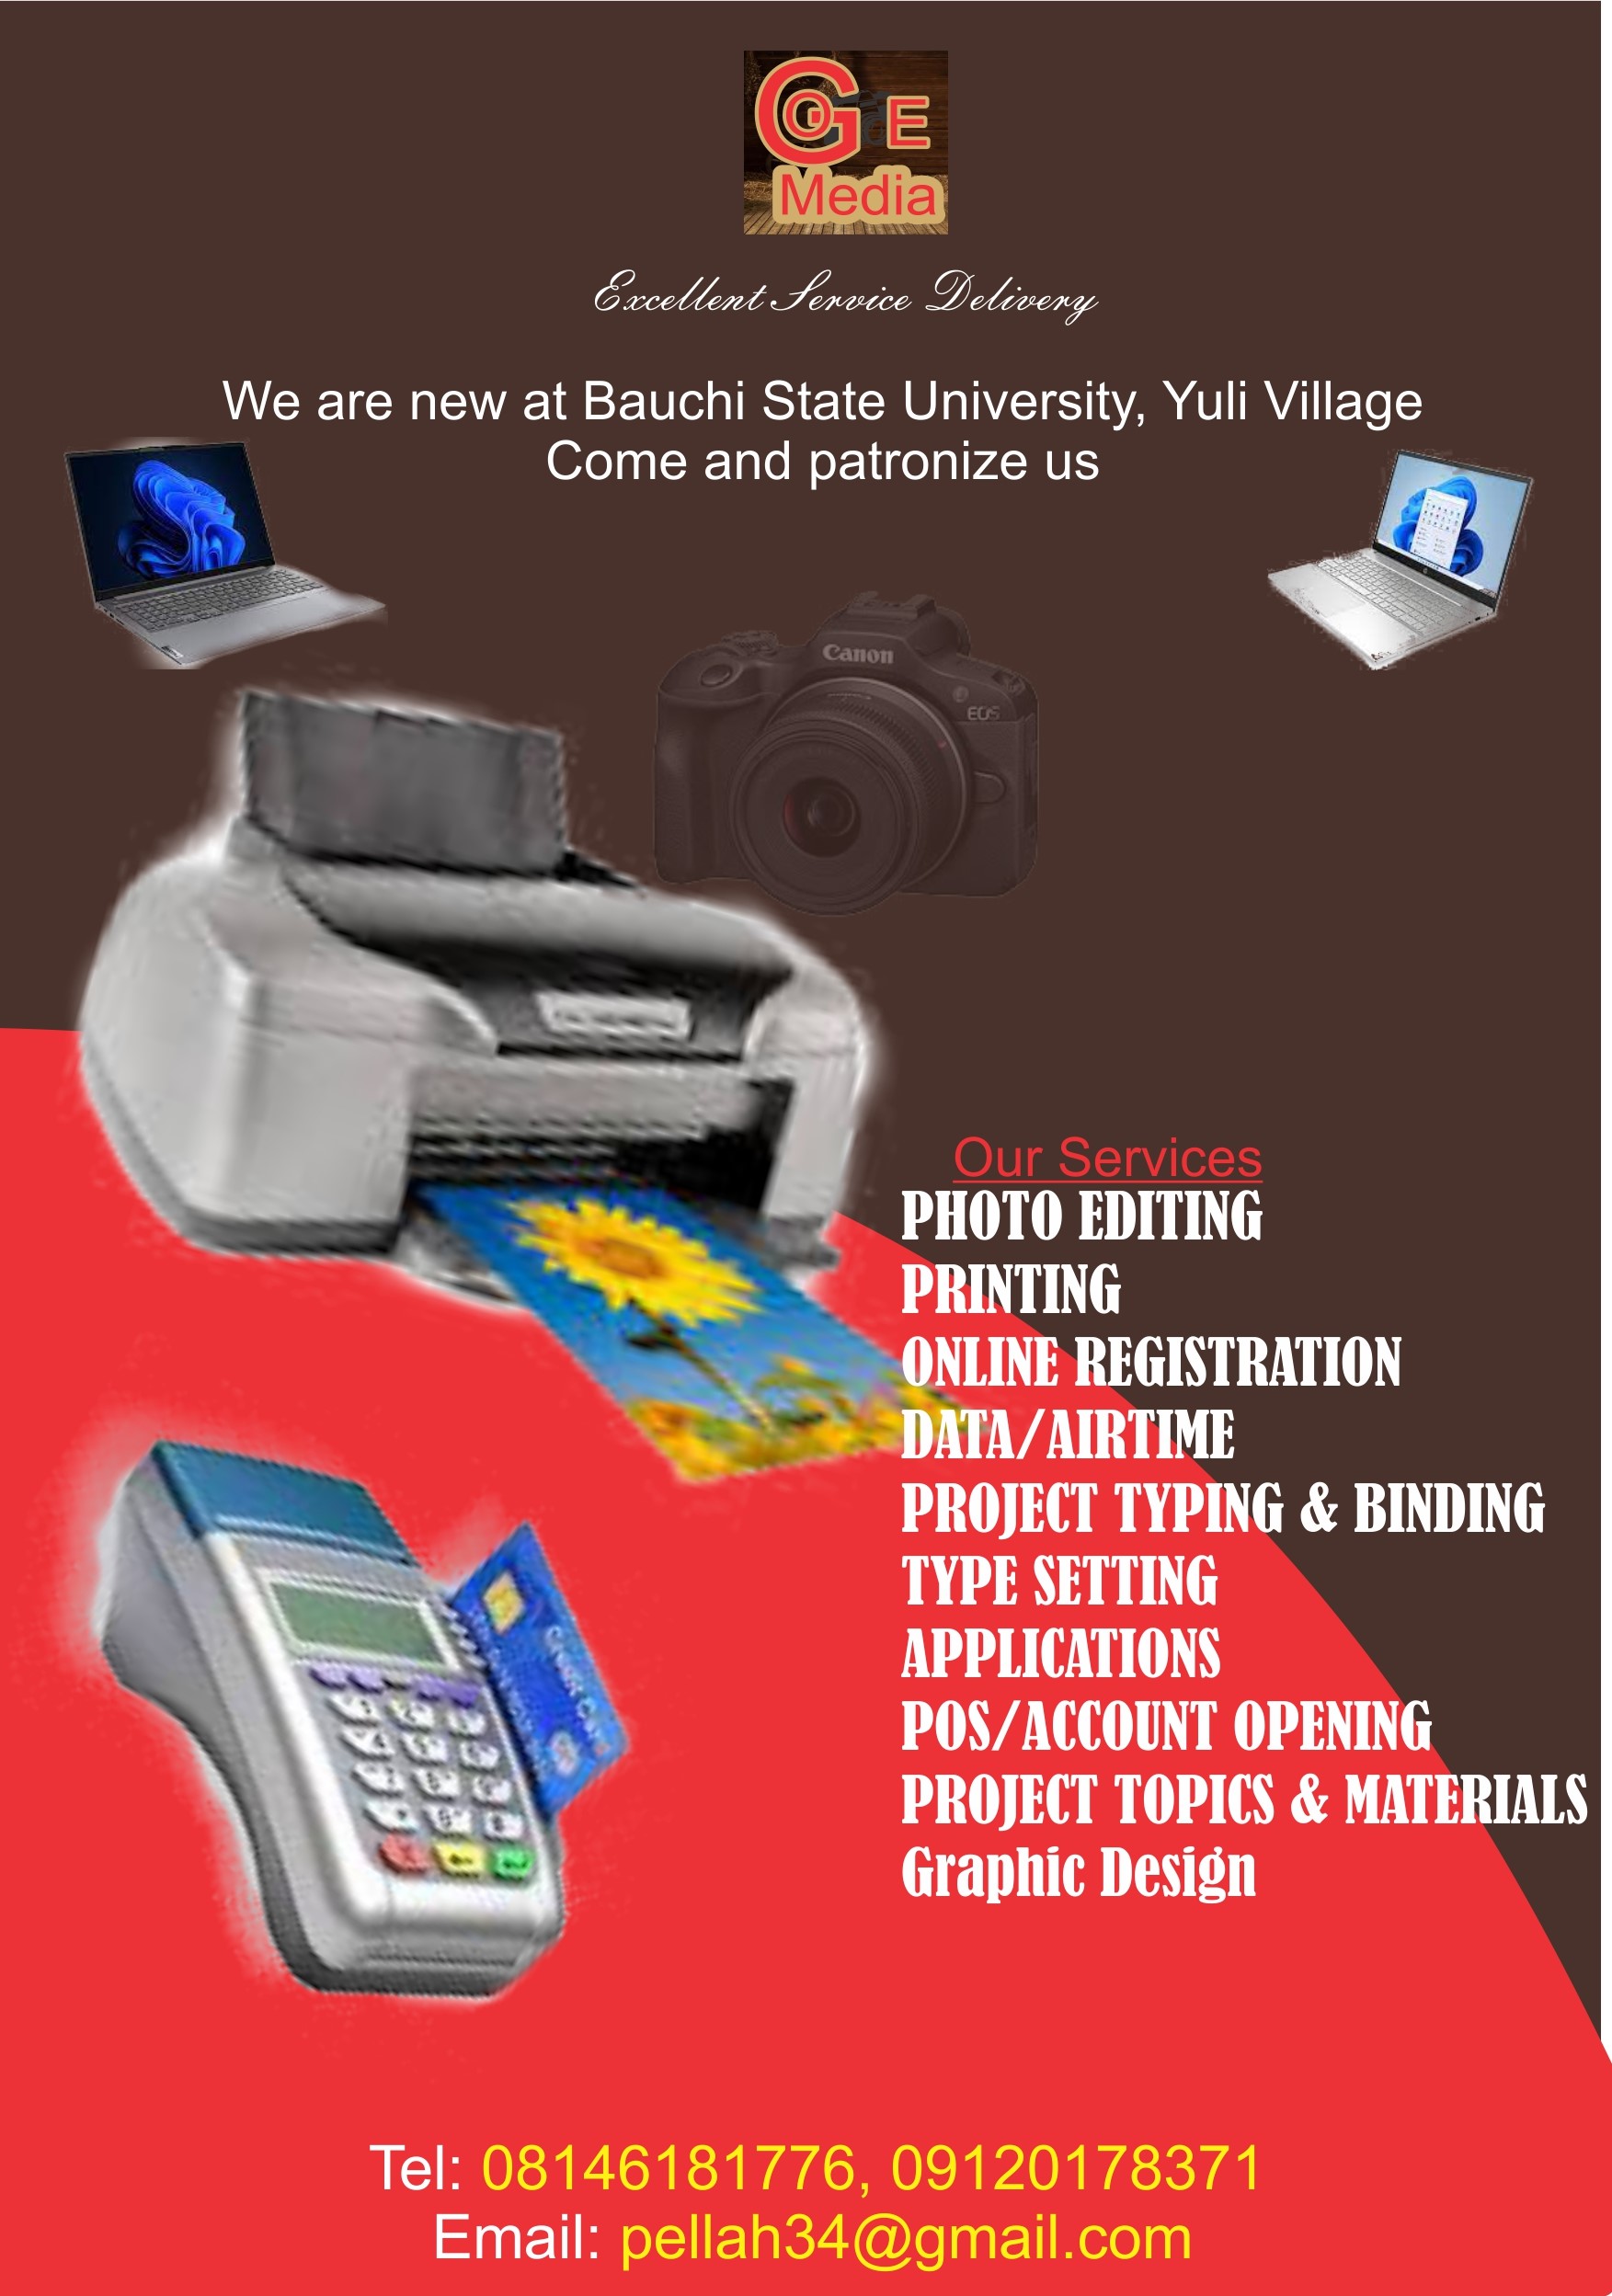 GOGE
Media
Excellent Service Delivery
We are new at Bauchi State University, Yuli Village
Come and patronize us
Canon
EOS
Our Services
PHOTO EDITING
PRINTING
ONLINE REGISTRATION
DATA/AIRTIME
PROJECT TYPING & BINDING
TYPE SETTING
APPLICATIONS
POS/ACCOUNT OPENING
PROJECT TOPICS & MATERIALS
Graphic Design
Tel: 08146181776, 09120178371
Email: pellah34@gmail.com